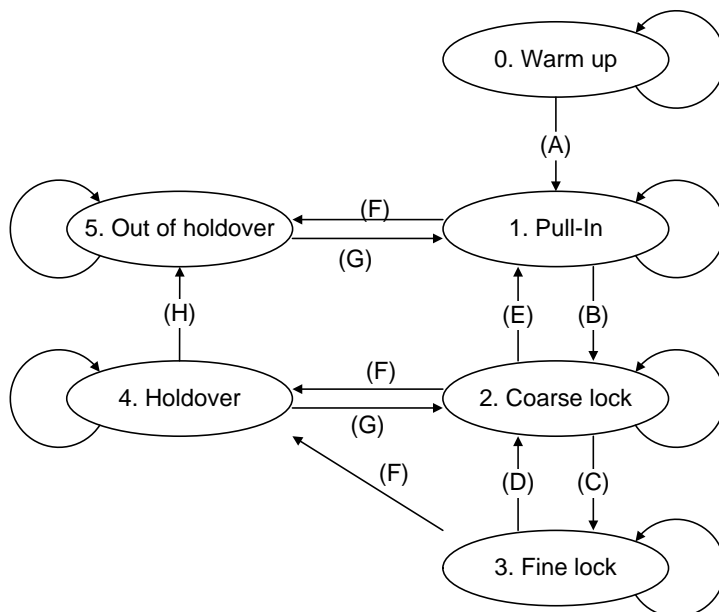 0. Warm up
(A)
5. Out of holdover
(F)
(G)
1. Pull-In
(H)
(E)
(B)
4. Holdover
(F)
(G)
2. Coarse lock
(F)
(D)
(C)
3. Fine lock